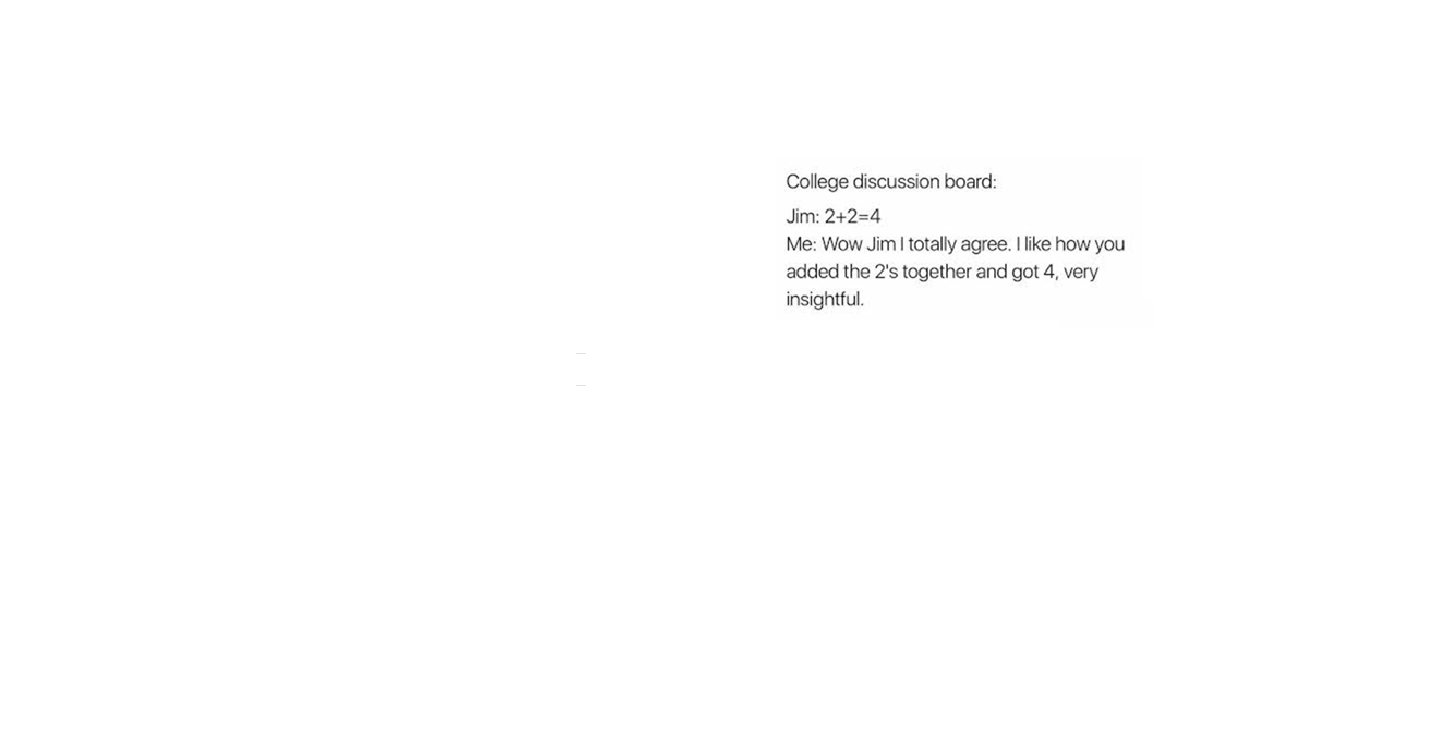 College discussion board:
Jim: 2+2=4
Me: Wow Jim I totally agree. I like how you
added the 2's together and got 4, very
insightful.